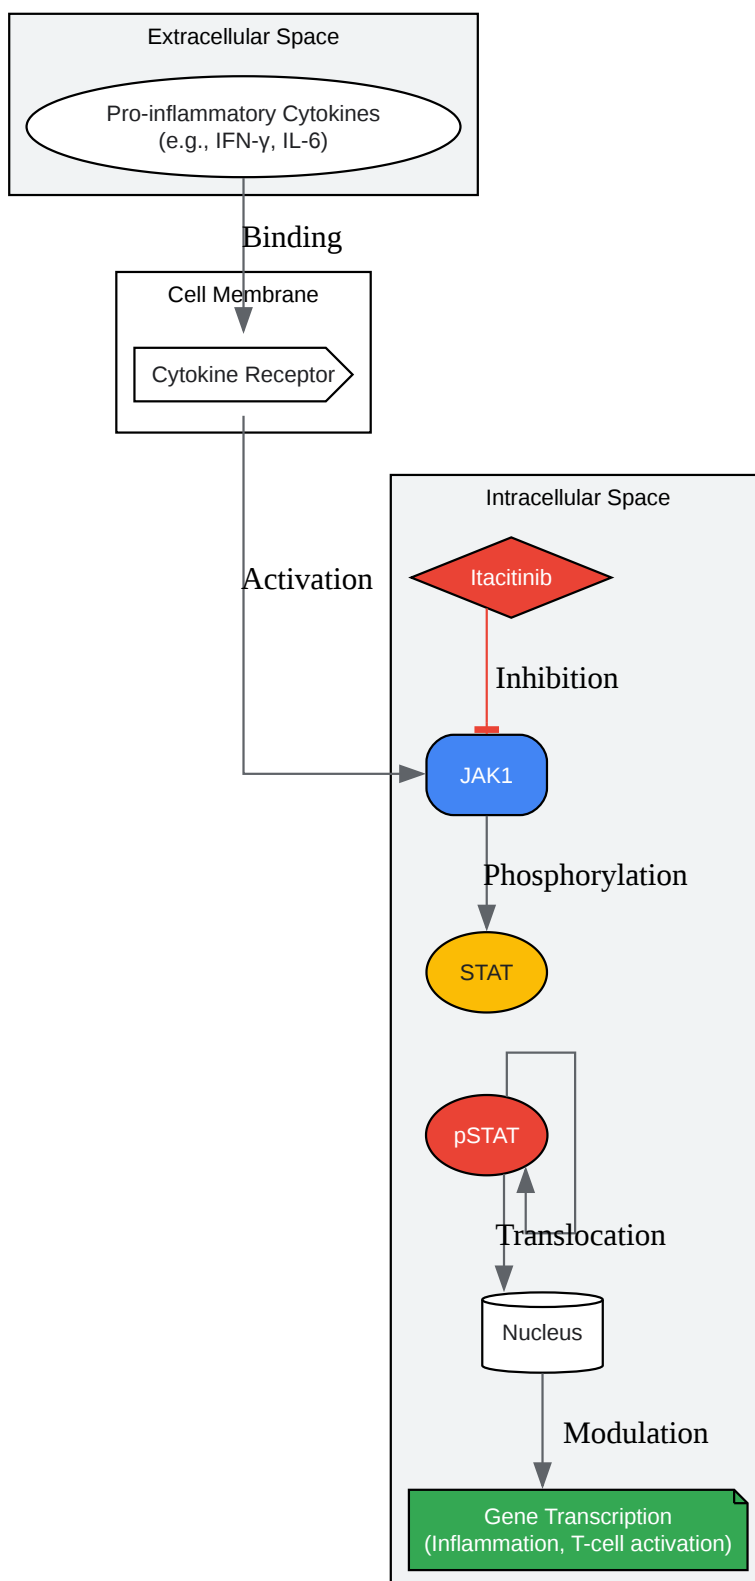 Extracellular Space
Pro-inflammatory Cytokines
(e.g., IFN-γ, IL-6)
Binding
Cell Membrane
Cytokine Receptor
Intracellular Space
Itacitinib
Activation
Inhibition
JAK1
Phosphorylation
STAT
pSTAT
Translocation
Nucleus
Modulation
Gene Transcription
(Inflammation, T-cell activation)